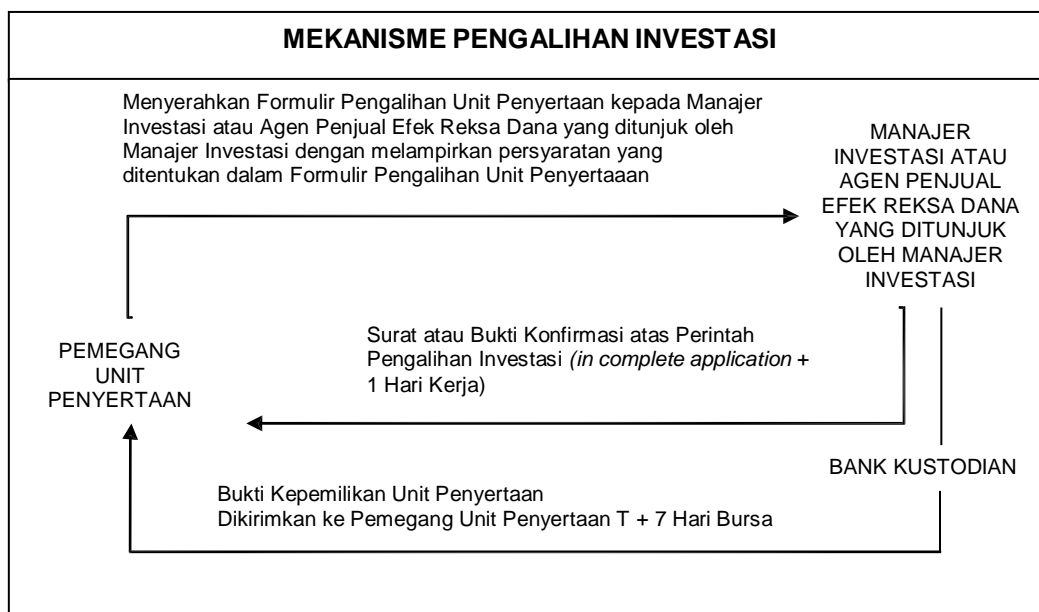 MEKANISME PENGALIHAN INVESTASI
Menyerahkan Formulir Pengalihan Unit Penyertaan kepada Manajer
Investasi atau Agen Penjual Efek Reksa Dana yang ditunjuk oleh
Manajer Investasi dengan melampirkan persyaratan yang
ditentukan dalam Formulir Pengalihan Unit Penyertaaan
MANAJER
INVESTASI ATAU
AGEN PENJUAL
EFEK REKSA DANA
YANG DITUNJUK
OLEH MANAJER
INVESTASI
Surat atau Bukti Konfirmasi atas Perintah
Pengalihan Investasi (in complete application +
1 Hari Kerja)
PEMEGANG
UNIT
PENYERTAAN
BANK KUSTODIAN
Bukti Kepemilikan Unit Penyertaan
Dikirimkan ke Pemegang Unit Penyertaan T + 7 Hari Bursa